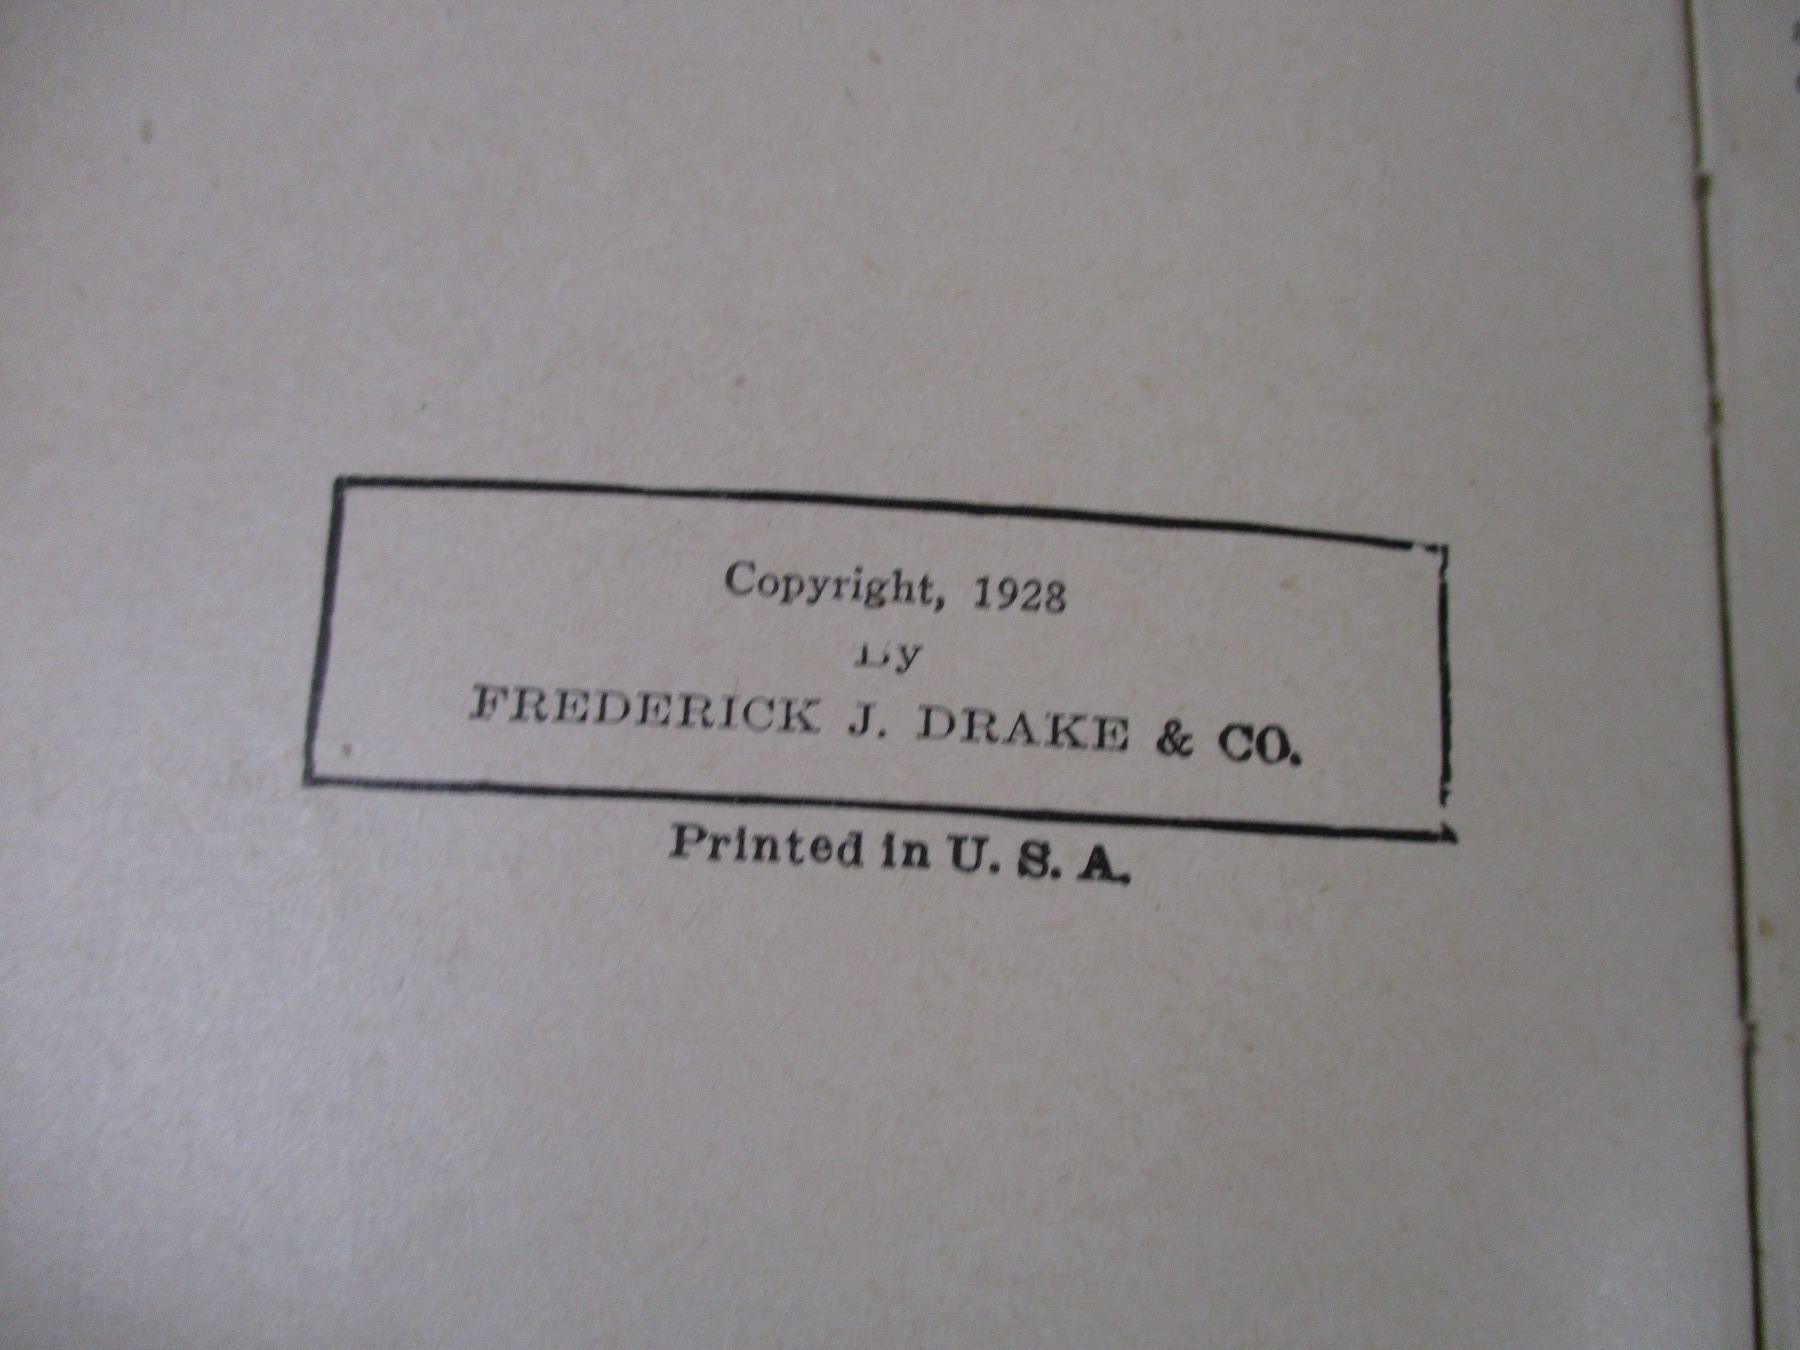 Copyright, 1928
By
FREDERICK J. DRAKE & CO.
Printed in U. S. A.